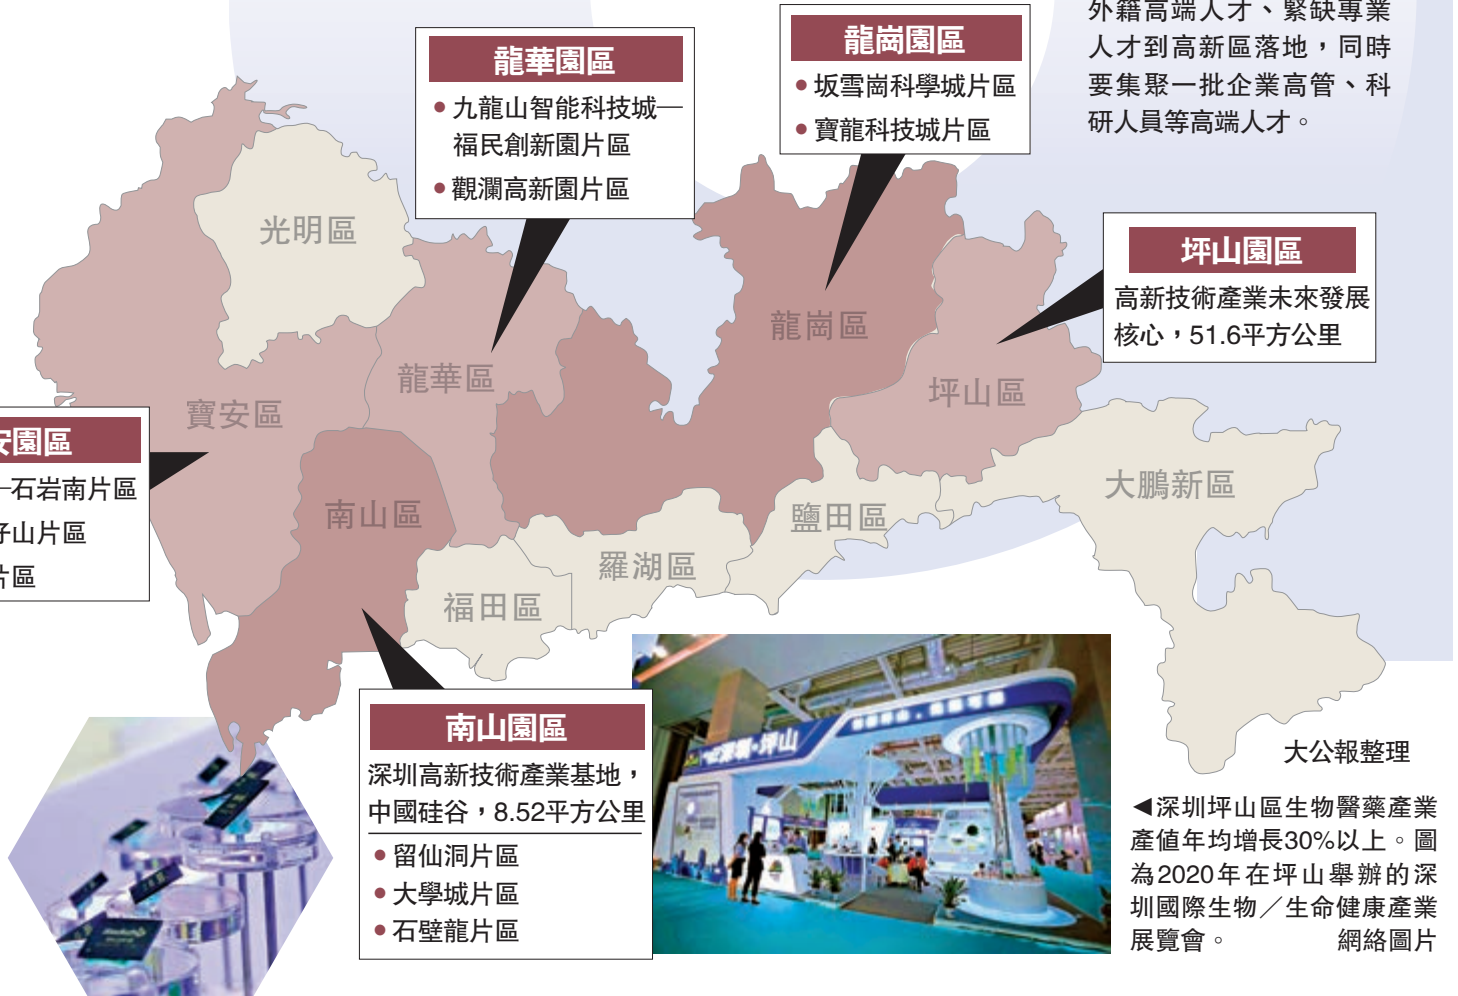 外籍高端人才、緊缺專業
人才到高新區落地，同時
要集聚一批企業高管、科
研人員等高端人才。
龍華園區
• 九龍山智能科技城—
福民創新園片區
• 觀瀾高新園片區
龍崗園區
• 坂雪崗科學城片區
• 寶龍科技城片區
坪山園區
高新技術產業未來發展
核心，51.6平方公里
光明區
龍崗區
龍華區
坪山區
寶安區
安園區
—石岩南片區
仔山片區
片區
南山區
大鵬新區
鹽田區
羅湖區
福田區
南山園區
深圳高新技術產業基地，
中國硅谷，8.52平方公里
• 留仙洞片區
• 大學城片區
• 石壁龍片區
深圳·坪山
大公報整理
◀深圳坪山區生物醫藥產業
產值年均增長30%以上。圖
為2020年在坪山舉辦的深
圳國際生物／生命健康產業
展覽會。 網絡圖片